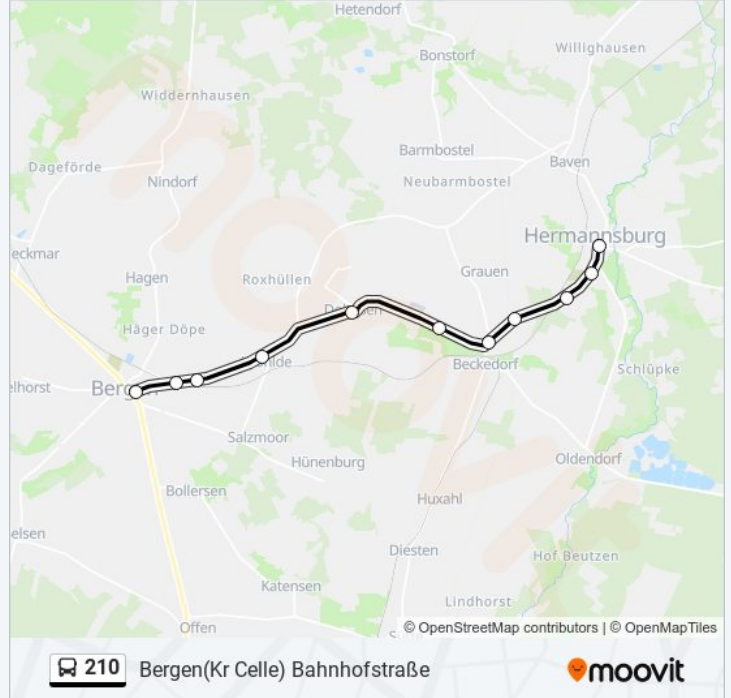 Hetendorf
Bonstorf
Willighausen
Widdernhausen
Barmbostel
Baven
Dageförde
Nindorf
Neubarmbostel
Hermannsburg
eckmar
Grauen
Hagen
Roxhüllen
Häger Döpe
Beckedorf
Schlüpke
elhorst
Salzmoor
Hünenburg
Oldendorf
Bollersen
Huxahl
elsen
Diesten
Hof Beutzen
Katensen
Lindhorst
Offen
© OpenStreetMap contributors | © OpenMapTiles
210 Bergen(Kr Celle) Bahnhofstraße
moovit